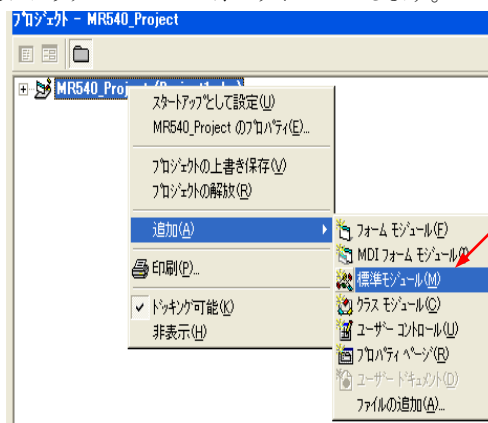 プロジェクト - MR540_Project
MR540_Proj
スタートアップとして設定(U)
MR540_Project のプロパティ(E)...
プロジェクトの上書き保存(V)
プロジェクトの解放(R)
追加(A)
印刷(P)...
ドッキング可能(K)
非表示(H)
フォーム モジュール(F)
MDI フォーム モジュール
標準モジュール(M)
クラス モジュール(C)
ユーザー コントロール(U)
プロパティ ページ(R)
ユーザー ドキュメント(D)
ファイルの追加(A)...